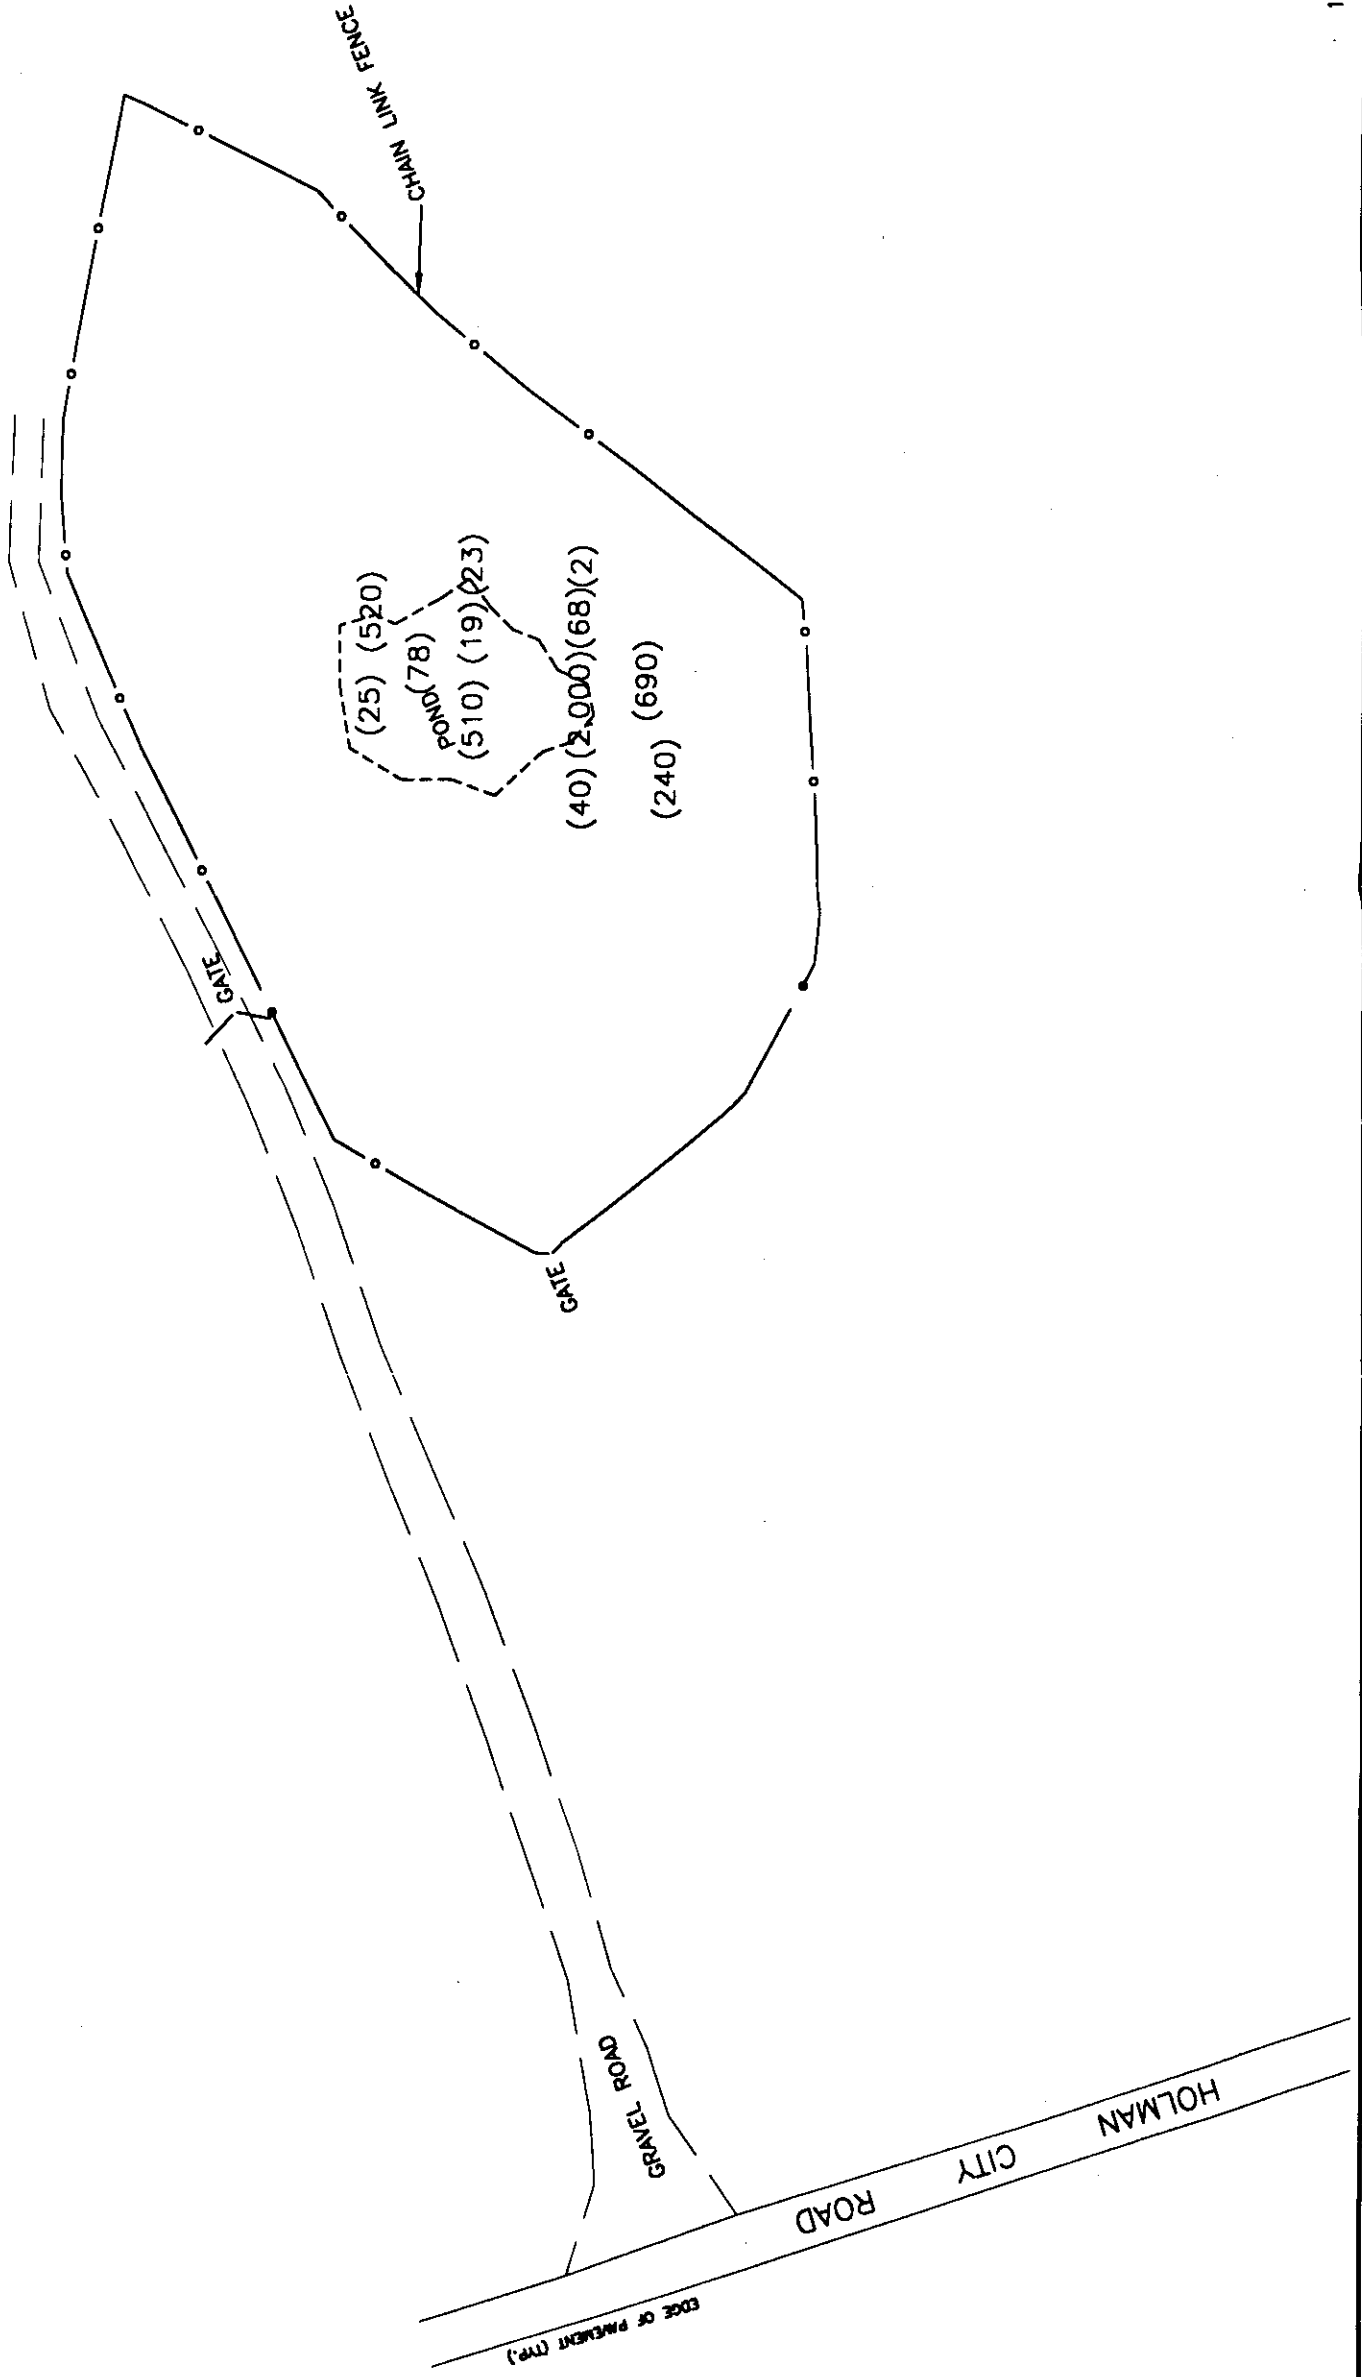 CHAIN LINK FENCE
GATE
(25) (520)
POND(78)
(510) (19)(23)
(40)(2,000)(68)(2)
(240) (690)
GATE
GRAVEL ROAD
HOLMAN CITY ROAD
EDGE OF PAVEMENT (TYP.)
1